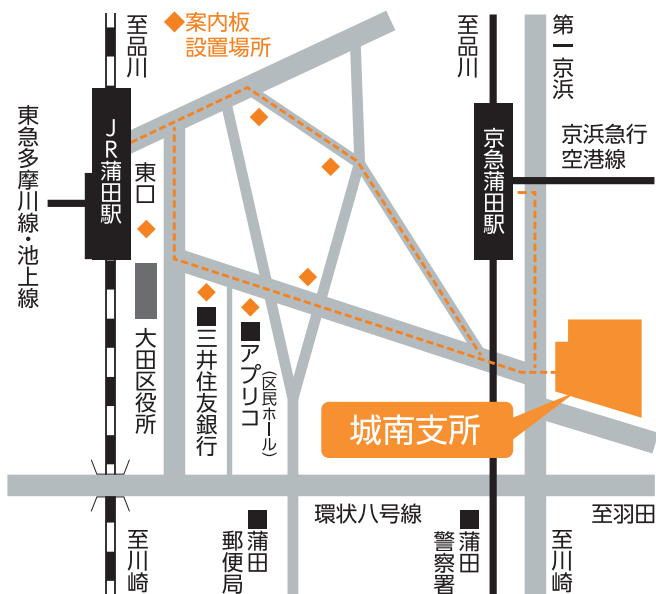 ◆案内板
設置場所
至品川
至品川
第一京浜
JR蒲田駅
東口
京急蒲田駅
京浜急行
空港線
東急多摩川線・池上線
大田区役所
三井住友銀行
アプリコ
(区民ホール)
城南支所
環状八号線
至羽田
至川崎
蒲田
郵便局
蒲田
警察署
至川崎